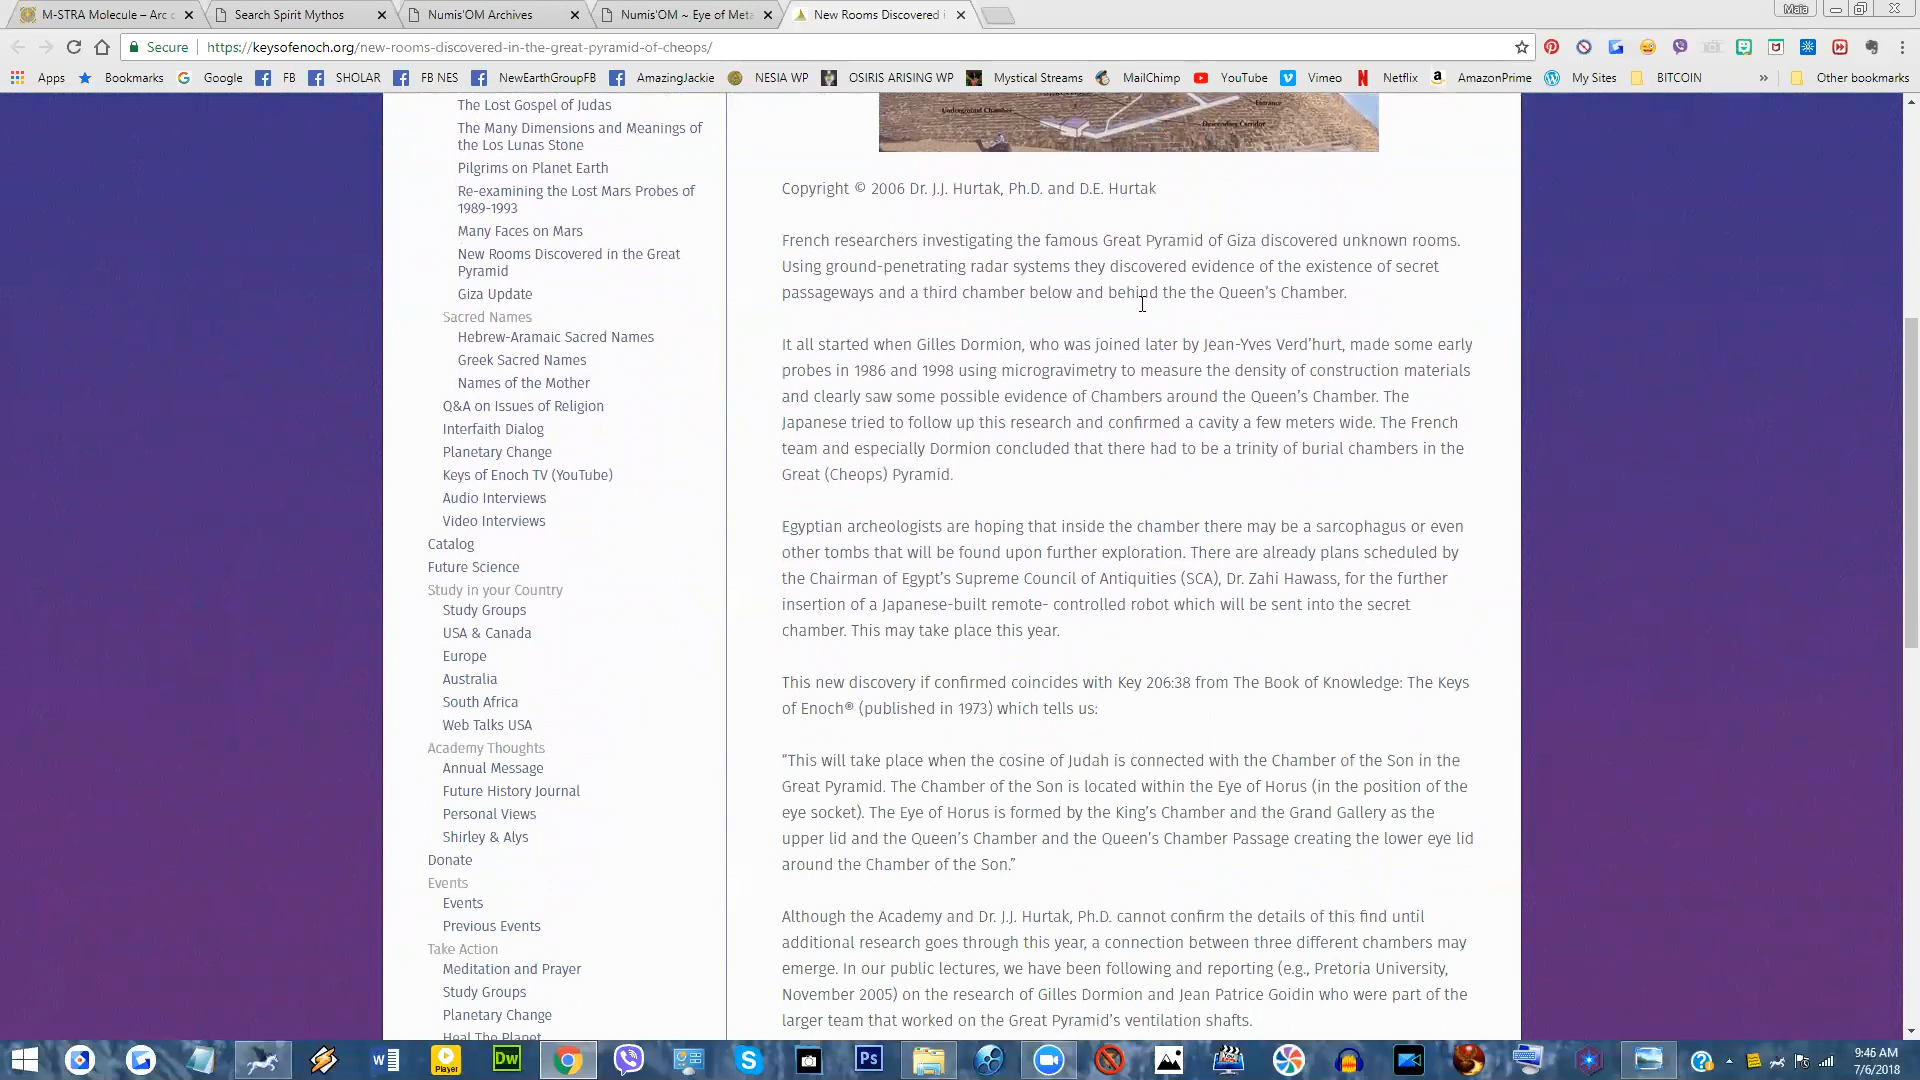 M-STRA Molecule – Arc o
Search Spirit Mythos
Numis'OM Archives
Numis'OM ~ Eye of Meta
New Rooms Discovered i
Maia
Secure
https://keysofenoch.org/new-rooms-discovered-in-the-great-pyramid-of-cheops/
Apps Bookmarks Google FB SHOLAR FB NES NewEarthGroupFB AmazingJackie NESIA WP OSIRIS ARISING WP Mystical Streams MailChimp YouTube Vimeo Netflix AmazonPrime My Sites BITCOIN » Other bookmarks
The Lost Gospel of Judas
The Many Dimensions and Meanings of
the Los Lunas Stone
Pilgrims on Planet Earth
Re-examining the Lost Mars Probes of
1989-1993
Many Faces on Mars
New Rooms Discovered in the Great
Pyramid
Giza Update
Sacred Names
Hebrew-Aramaic Sacred Names
Greek Sacred Names
Names of the Mother
Q&A on Issues of Religion
Interfaith Dialog
Planetary Change
Keys of Enoch TV (YouTube)
Audio Interviews
Video Interviews
Catalog
Future Science
Study in your Country
Study Groups
USA & Canada
Europe
Australia
South Africa
Web Talks USA
Academy Thoughts
Annual Message
Future History Journal
Personal Views
Shirley & Alys
Donate
Events
Events
Previous Events
Take Action
Meditation and Prayer
Study Groups
Planetary Change
Heal The Planet
Underground Chamber
Entrance
Descending Corridor
Copyright © 2006 Dr. J.J. Hurtak, Ph.D. and D.E. Hurtak
French researchers investigating the famous Great Pyramid of Giza discovered unknown rooms.
Using ground-penetrating radar systems they discovered evidence of the existence of secret
passageways and a third chamber below and behind the the Queen's Chamber.
It all started when Gilles Dormion, who was joined later by Jean-Yves Verd'hurt, made some early
probes in 1986 and 1998 using microgravimetry to measure the density of construction materials
and clearly saw some possible evidence of Chambers around the Queen's Chamber. The
Japanese tried to follow up this research and confirmed a cavity a few meters wide. The French
team and especially Dormion concluded that there had to be a trinity of burial chambers in the
Great (Cheops) Pyramid.
Egyptian archeologists are hoping that inside the chamber there may be a sarcophagus or even
other tombs that will be found upon further exploration. There are already plans scheduled by
the Chairman of Egypt's Supreme Council of Antiquities (SCA), Dr. Zahi Hawass, for the further
insertion of a Japanese-built remote- controlled robot which will be sent into the secret
chamber. This may take place this year.
This new discovery if confirmed coincides with Key 206:38 from The Book of Knowledge: The Keys
of Enoch® (published in 1973) which tells us:
“This will take place when the cosine of Judah is connected with the Chamber of the Son in the
Great Pyramid. The Chamber of the Son is located within the Eye of Horus (in the position of the
eye socket). The Eye of Horus is formed by the King's Chamber and the Grand Gallery as the
upper lid and the Queen's Chamber and the Queen's Chamber Passage creating the lower eye lid
around the Chamber of the Son.”
Although the Academy and Dr. J.J. Hurtak, Ph.D. cannot confirm the details of this find until
additional research goes through this year, a connection between three different chambers may
emerge. In our public lectures, we have been following and reporting (e.g., Pretoria University,
November 2005) on the research of Gilles Dormion and Jean Patrice Goidin who were part of the
larger team that worked on the Great Pyramid's ventilation shafts.
Player
Dw
Ps
9:46 AM
7/6/2018